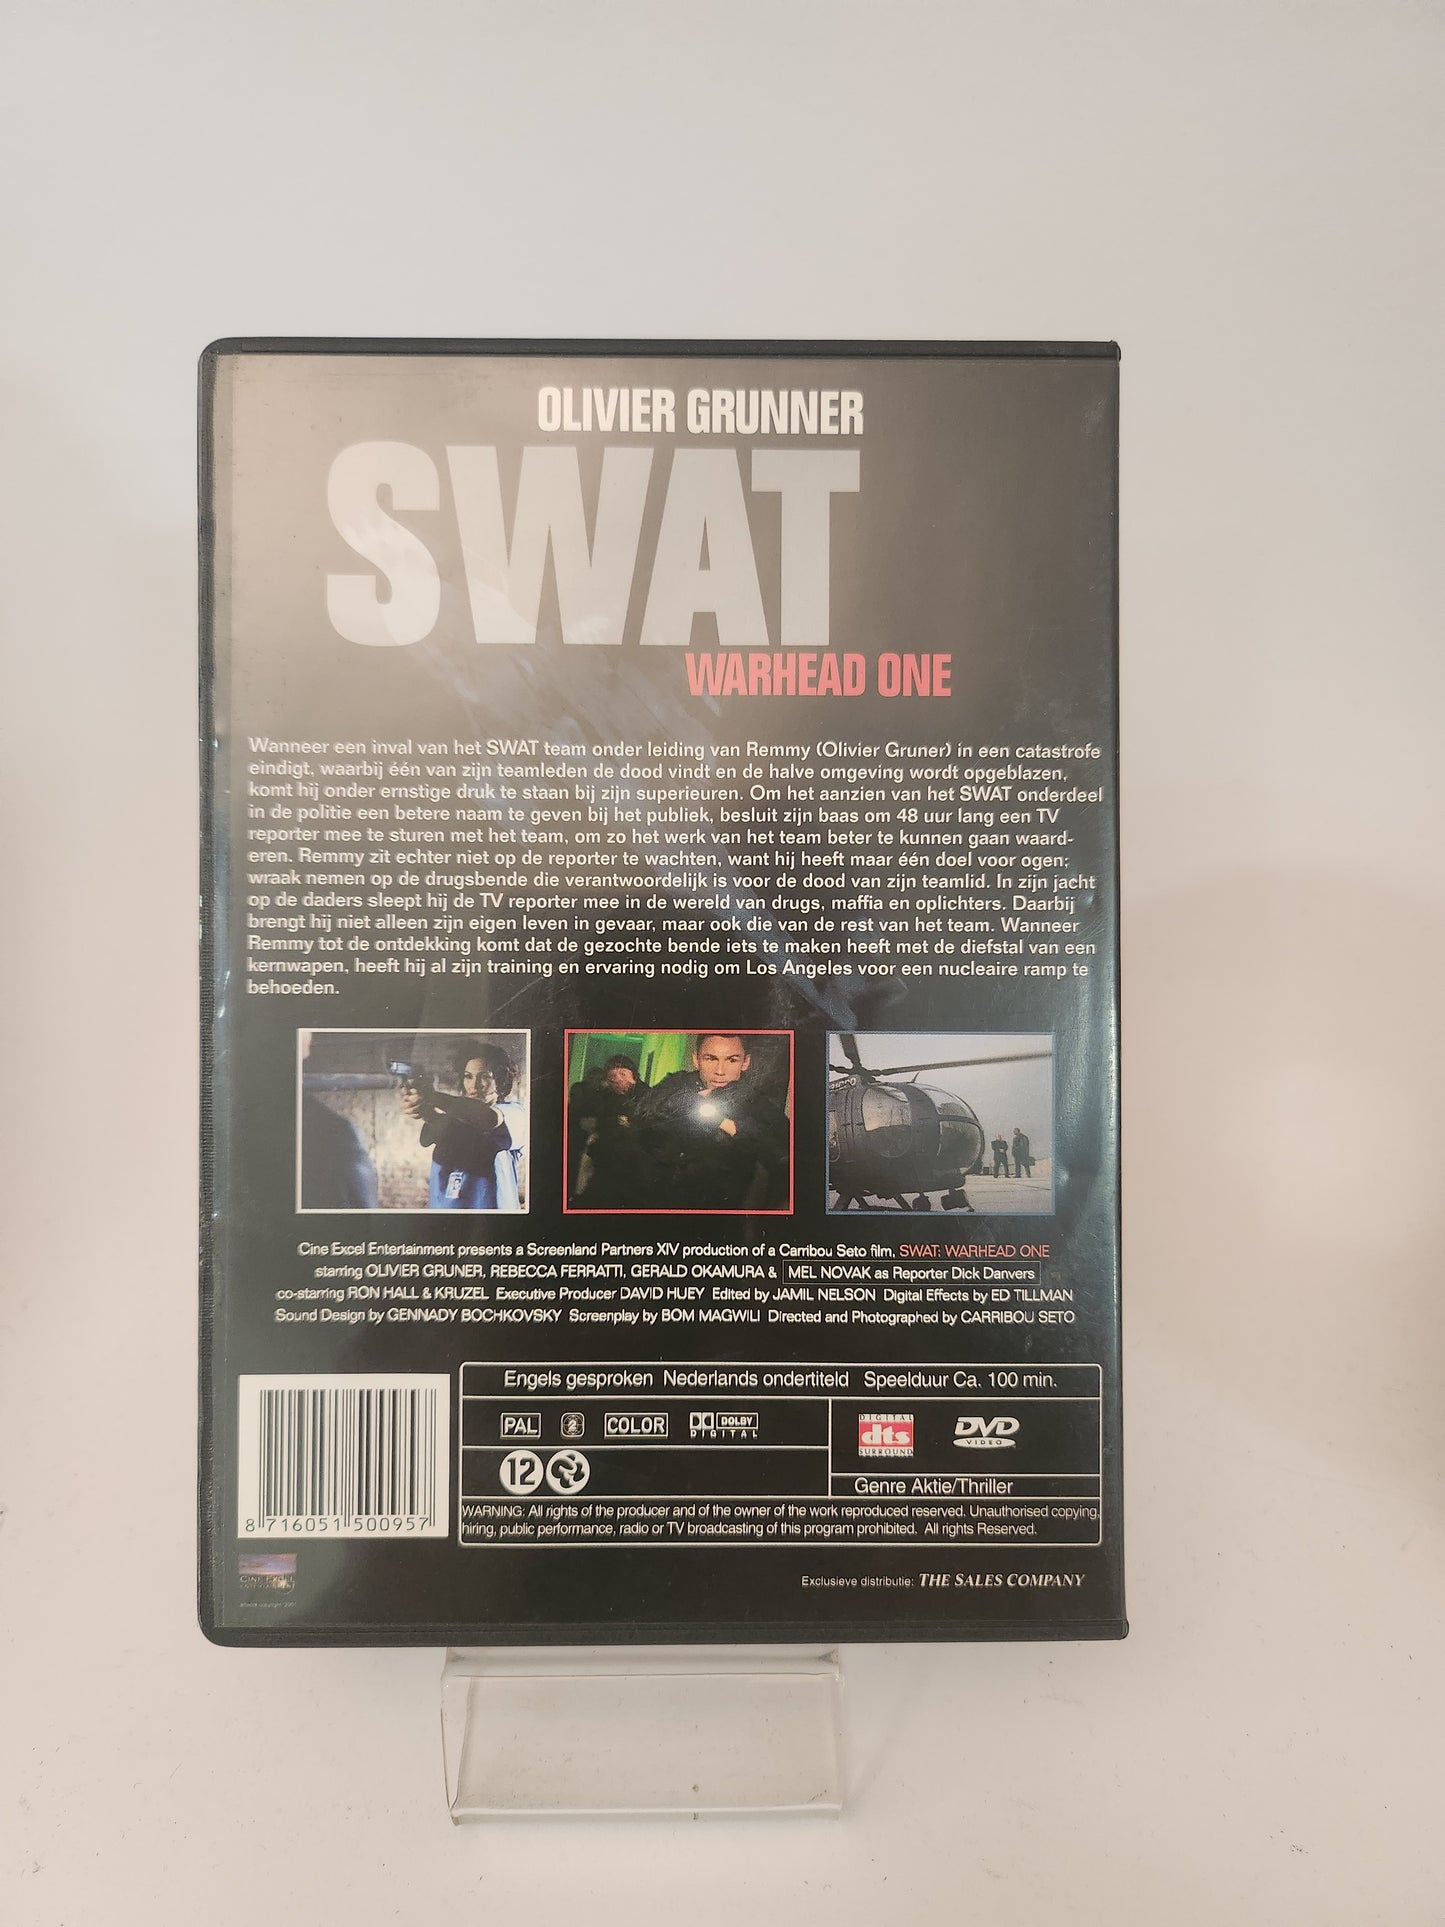 OLIVIER GRUNNER
SWAT
WARHEAD ONE
Wanneer een inval van het SWAT team onder leiding van Remmy (Olivier Gruner) in een catastrofe
eindigt, waarbij één van zijn teamleden de dood vindt en de halve omgeving wordt opgeblazen,
komt hij onder ernstige druk te staan bij zijn superieuren. Om het aanzien van het SWAT onderdeel
in de politie een betere naam te geven bij het publiek, besluit zijn baas om 48 uur lang een TV
reporter mee te sturen met het team, om zo het werk van het team beter te kunnen gaan waard-
eren. Remmy zit echter niet op de reporter te wachten, want hij heeft maar één doel voor ogen;
wraak nemen op de drugsbende die verantwoordelijk is voor de dood van zijn teamlid. In zijn jacht
op de daders sleept hij de TV reporter mee in de wereld van drugs, maffia en oplichters. Daarbij
brengt hij niet alleen zijn eigen leven in gevaar, maar ook die van de rest van het team. Wanneer
Remmy tot de ontdekking komt dat de gezochte bende iets te maken heeft met de diefstal van een
kernwapen, heeft hij al zijn training en ervaring nodig om Los Angeles voor een nucleaire ramp te
behoeden.
Cine Excel Entertainment presents a Screenland Partners XIV production of a Carribou Seto film, SWAT: WARHEAD ONE
starring OLIVIER GRUNER, REBECCA FERRATTI, GERALD OKAMURA & MEL NOVAK as Reporter Dick Danvers
co-starring RON HALL & KRUZEL Executive Producer DAVID HUEY Edited by JAMIL NELSON Digital Effects by ED TILLMAN
Sound Design by GENNADY BOCHKOVSKY Screenplay by BOM MAGWILI Directed and Photographed by CARRIBOU SETO
Engels gesproken Nederlands ondertiteld Speelduur Ca. 100 min.
PAL 2 COLOR DOLBY DIGITAL
DIGITAL dts SURROUND DVD VIDEO
12
Genre Aktie/Thriller
WARNING: All rights of the producer and of the owner of the work reproduced reserved. Unauthorised copying,
hiring, public performance, radio or TV broadcasting of this program prohibited. All rights Reserved.
8 716051 500957
CINE EXCEL
ENTERTAINMENT
Exclusieve distributie: THE SALES COMPANY